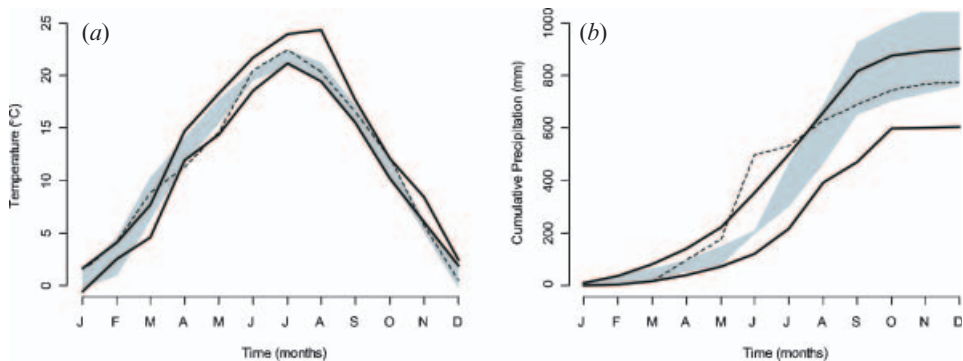 (a)
25
20
15
10
5
0
Temperature (°C)
J F M A M J J A S O N D
Time (months)
(b)
1000
800
600
400
200
0
Cumulative Precipitation (mm)
J F M A M J J A S O N D
Time (months)